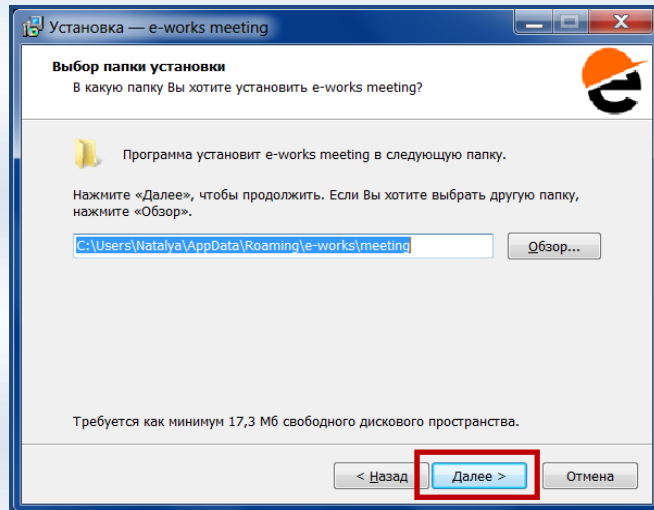 Установка — e-works meeting
Выбор папки установки
В какую папку Вы хотите установить e-works meeting?
Программа установит e-works meeting в следующую папку.
Нажмите «Далее», чтобы продолжить. Если Вы хотите выбрать другую папку,
нажмите «Обзор».
C:\Users\Natalya\AppData\Roaming\e-works\meeting
Обзор...
Требуется как минимум 17,3 Мб свободного дискового пространства.
< Назад
Далее >
Отмена